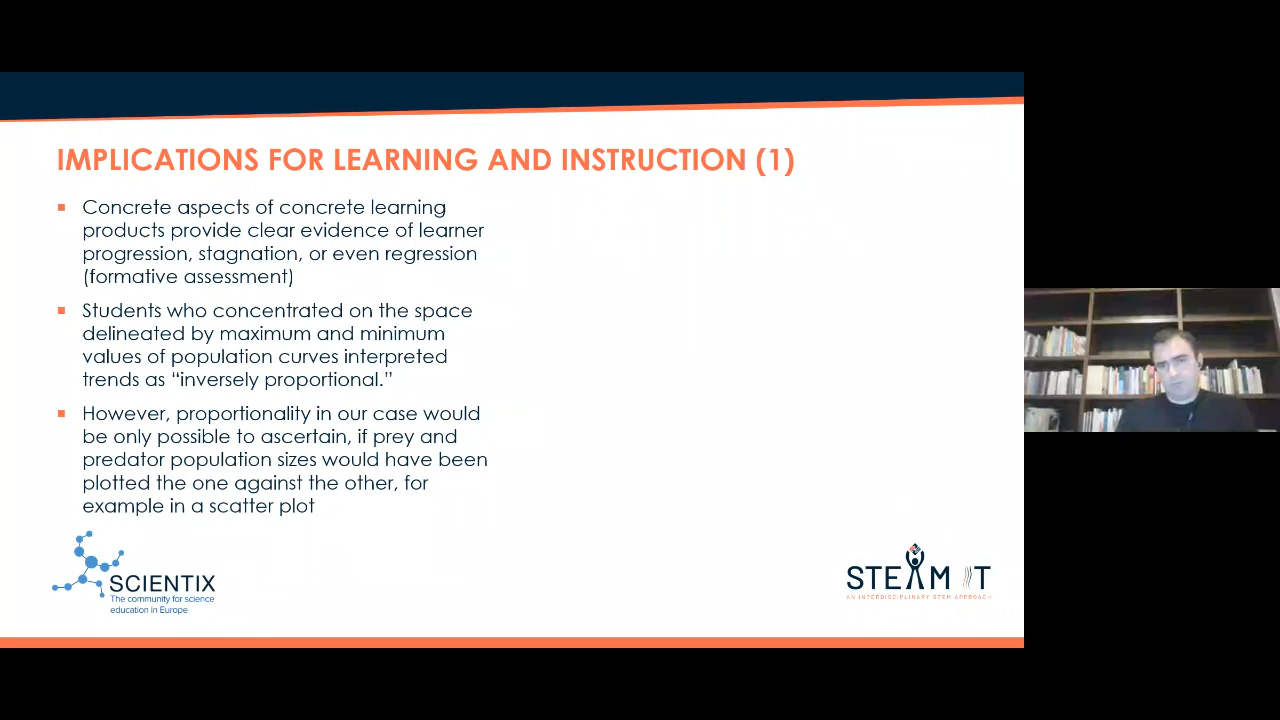 IMPLICATIONS FOR LEARNING AND INSTRUCTION (1)
Concrete aspects of concrete learning
products provide clear evidence of learner
progression, stagnation, or even regression
(formative assessment)
Students who concentrated on the space
delineated by maximum and minimum
values of population curves interpreted
trends as “inversely proportional.”
However, proportionality in our case would
be only possible to ascertain, if prey and
predator population sizes would have been
plotted the one against the other, for
example in a scatter plot
SCIENTIX
The community for science
education in Europe
STEAM IT
AN INTERDISCIPLINARY STEM APPROACH